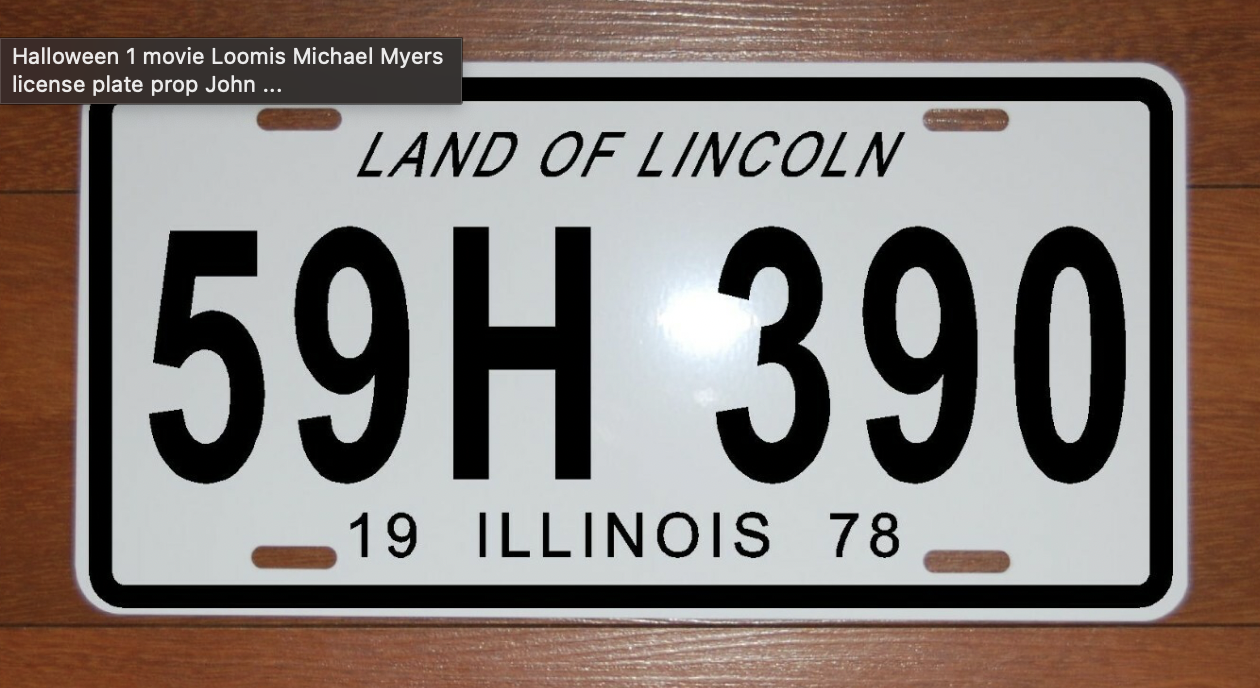 Halloween 1 movie Loomis Michael Myers
license plate prop John ...
LAND OF LINCOLN
59H 390
19 ILLINOIS 78